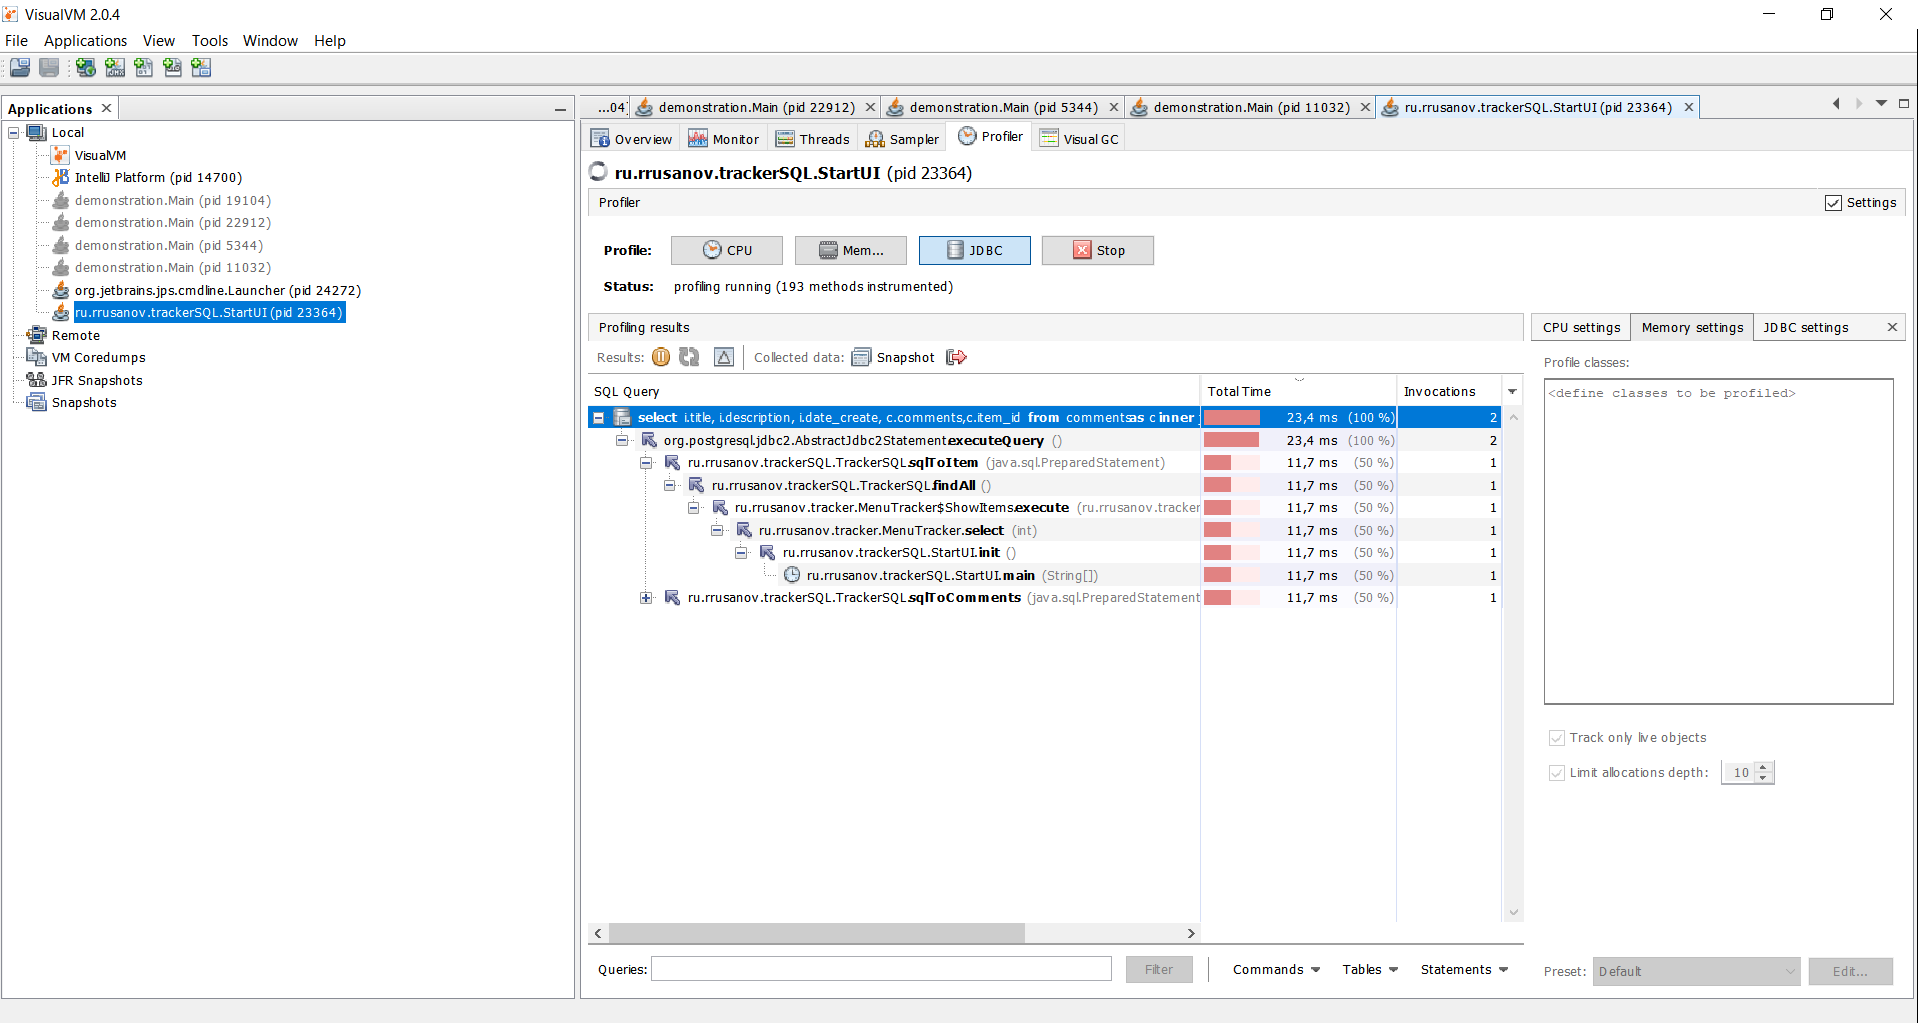 VisualVM 2.0.4
File Applications View Tools Window Help
Applications
Local
VisualVM
IntelliJ Platform (pid 14700)
demonstration.Main (pid 19104)
demonstration.Main (pid 22912)
demonstration.Main (pid 5344)
demonstration.Main (pid 11032)
org.jetbrains.jps.cmdline.Launcher (pid 24272)
ru.rrusanov.trackerSQL.StartUI (pid 23364)
Remote
VM Coredumps
JFR Snapshots
Snapshots
...04) demonstration.Main (pid 22912) demonstration.Main (pid 5344) demonstration.Main (pid 11032) ru.rrusanov.trackerSQL.StartUI (pid 23364)
Overview Monitor Threads Sampler Profiler Visual GC
ru.rrusanov.trackerSQL.StartUI (pid 23364)
Profiler Settings
Profile: CPU Mem... JDBC Stop
Status: profiling running (193 methods instrumented)
Profiling results
Results: Collected data: Snapshot
SQL Query Total Time Invocations
select i.title, i.description, i.date_create, c.comments,c.item_id from comments as c inner 23,4 ms (100 %) 2
org.postgresql.jdbc2.AbstractJdbc2Statement.executeQuery () 23,4 ms (100 %) 2
ru.rrusanov.trackerSQL.TrackerSQL.sqlToItem (java.sql.PreparedStatement) 11,7 ms (50 %) 1
ru.rrusanov.trackerSQL.TrackerSQL.findAll () 11,7 ms (50 %) 1
ru.rrusanov.tracker.MenuTracker$ShowItems.execute (ru.rrusanov.tracker 11,7 ms (50 %) 1
ru.rrusanov.tracker.MenuTracker.select (int) 11,7 ms (50 %) 1
ru.rrusanov.trackerSQL.StartUI.init () 11,7 ms (50 %) 1
ru.rrusanov.trackerSQL.StartUI.main (String[]) 11,7 ms (50 %) 1
ru.rrusanov.trackerSQL.TrackerSQL.sqlToComments (java.sql.PreparedStatement 11,7 ms (50 %) 1
Queries: Filter Commands Tables Statements
CPU settings Memory settings JDBC settings
Profile classes:
<define classes to be profiled>
Track only live objects
Limit allocations depth: 10
Preset: Default Edit...